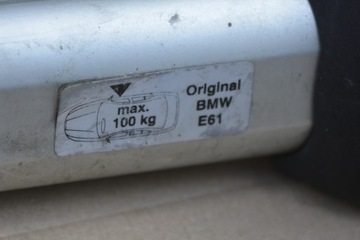 max.
100 kg
Original
BMW
E61